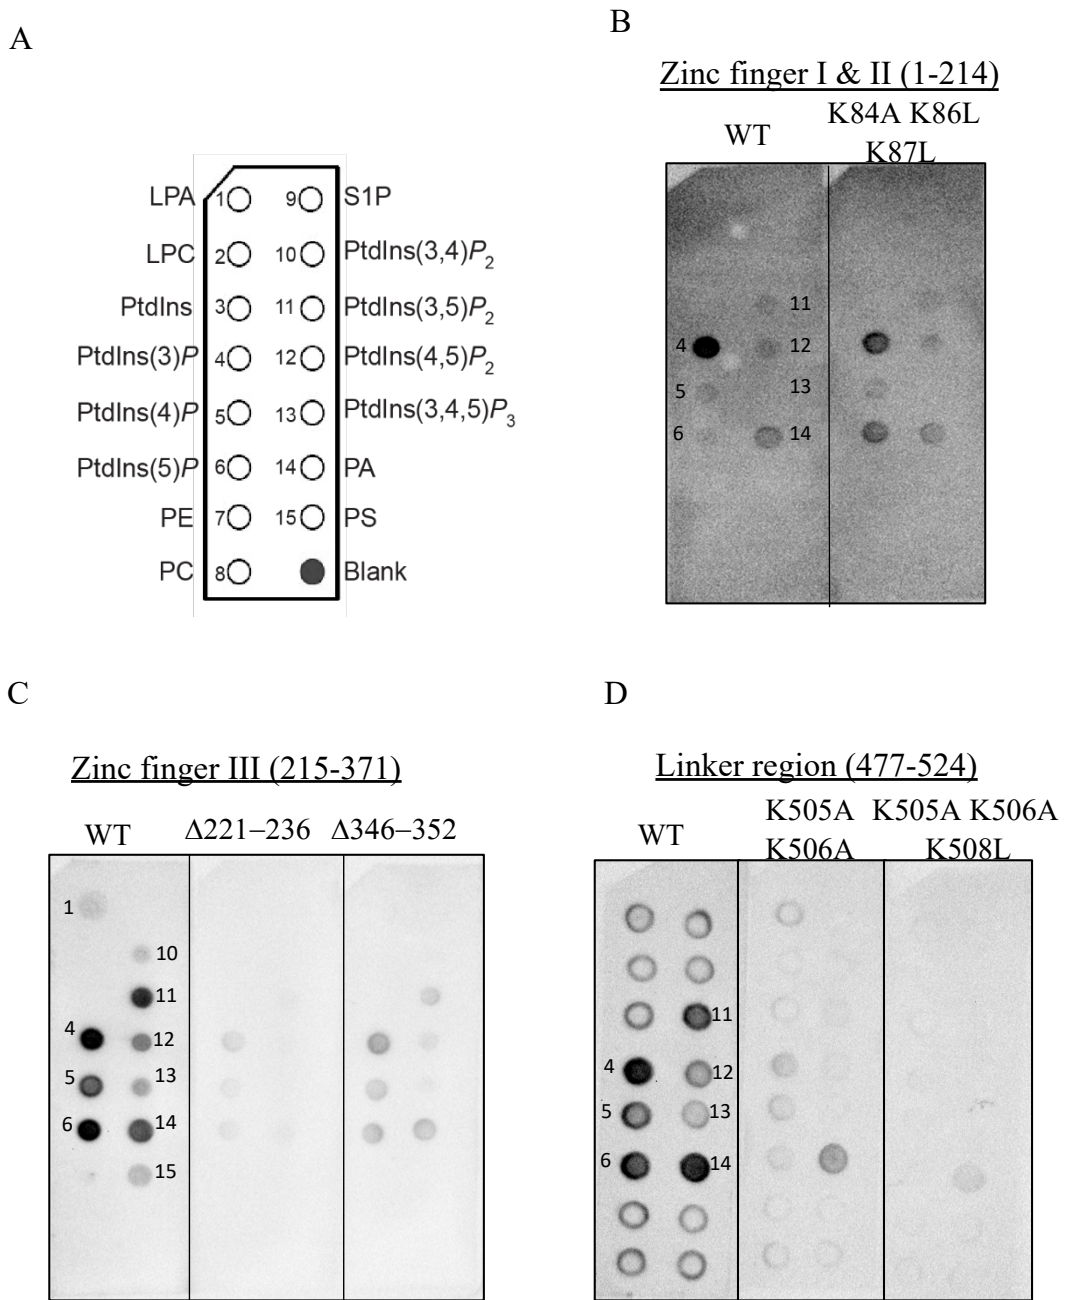 A
LPA 1 9 S1P
LPC 2 10 PtdIns(3,4)P2
PtdIns 3 11 PtdIns(3,5)P2
PtdIns(3)P 4 12 PtdIns(4,5)P2
PtdIns(4)P 5 13 PtdIns(3,4,5)P3
PtdIns(5)P 6 14 PA
PE 7 15 PS
PC 8 Blank
B
Zinc finger I & II (1-214)
WT
K84A K86L
K87L
11
4 12
5 13
6 14
C
Zinc finger III (215-371)
WT Δ221–236 Δ346–352
1
10
11
4 12
5 13
6 14
15
D
Linker region (477-524)
WT
K505A
K506A
K505A K506A
K508L
11
4 12
5 13
6 14